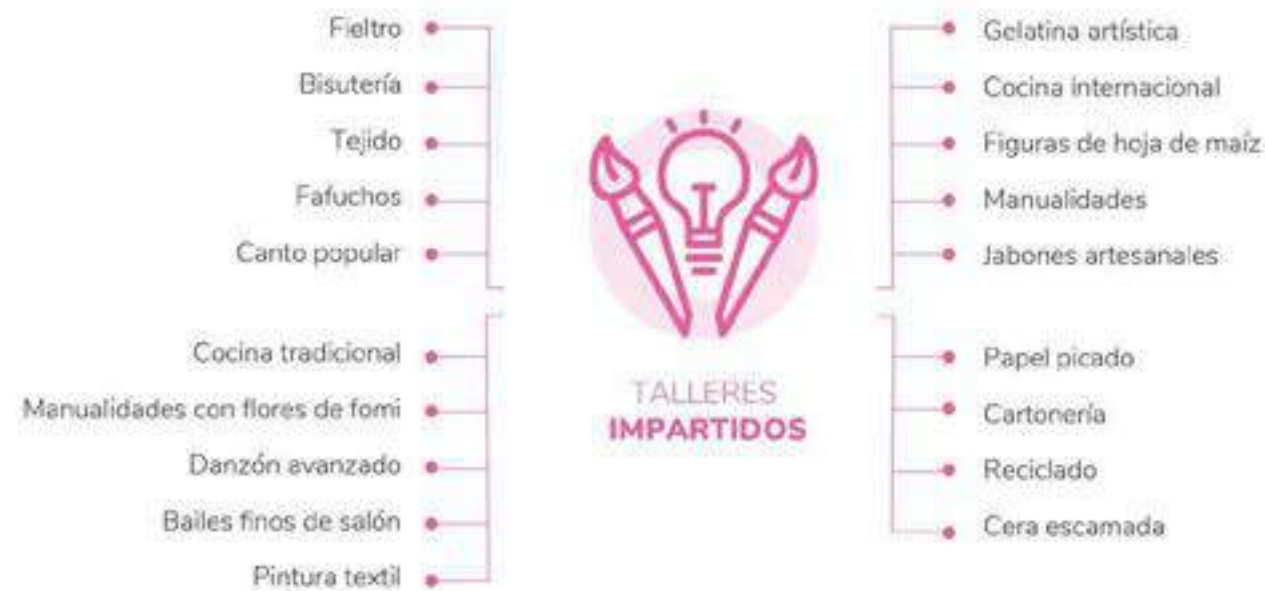 Fieltro
Bisutería
Tejido
Fafuchos
Canto popular
Cocina tradicional
Manualidades con flores de fomi
Danzón avanzado
Bailes finos de salón
Pintura textil
TALLERES
IMPARTIDOS
Gelatina artística
Cocina internacional
Figuras de hoja de maíz
Manualidades
Jabones artesanales
Papel picado
Cartonería
Reciclado
Cera escamada